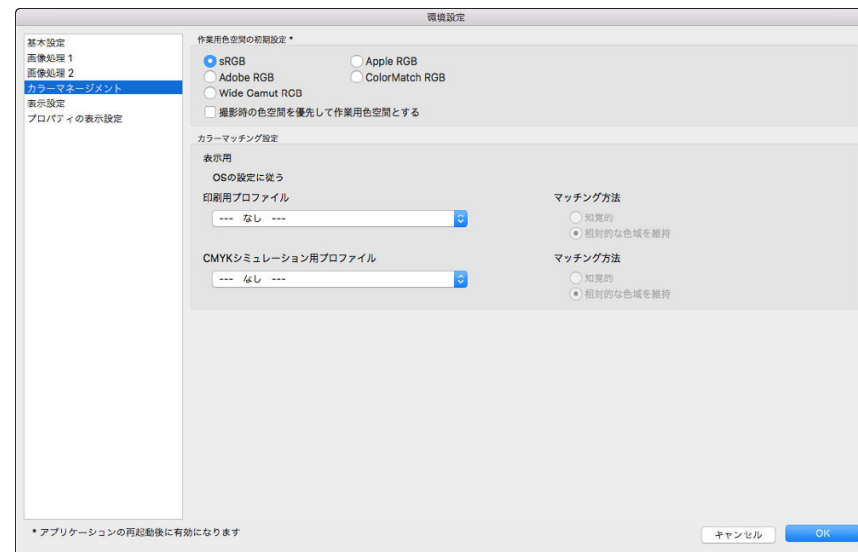 環境設定
基本設定
画像処理 1
画像処理 2
カラーマネージメント
表示設定
プロパティの表示設定
作業用色空間の初期設定 *
sRGB
Apple RGB
Adobe RGB
ColorMatch RGB
Wide Gamut RGB
撮影時の色空間を優先して作業用色空間とする
カラーマッチング設定
表示用
OSの設定に従う
印刷用プロファイル
マッチング方法
--- なし ---
知覚的
相対的な色域を維持
CMYKシミュレーション用プロファイル
マッチング方法
--- なし ---
知覚的
相対的な色域を維持
* アプリケーションの再起動後に有効になります
キャンセル
OK